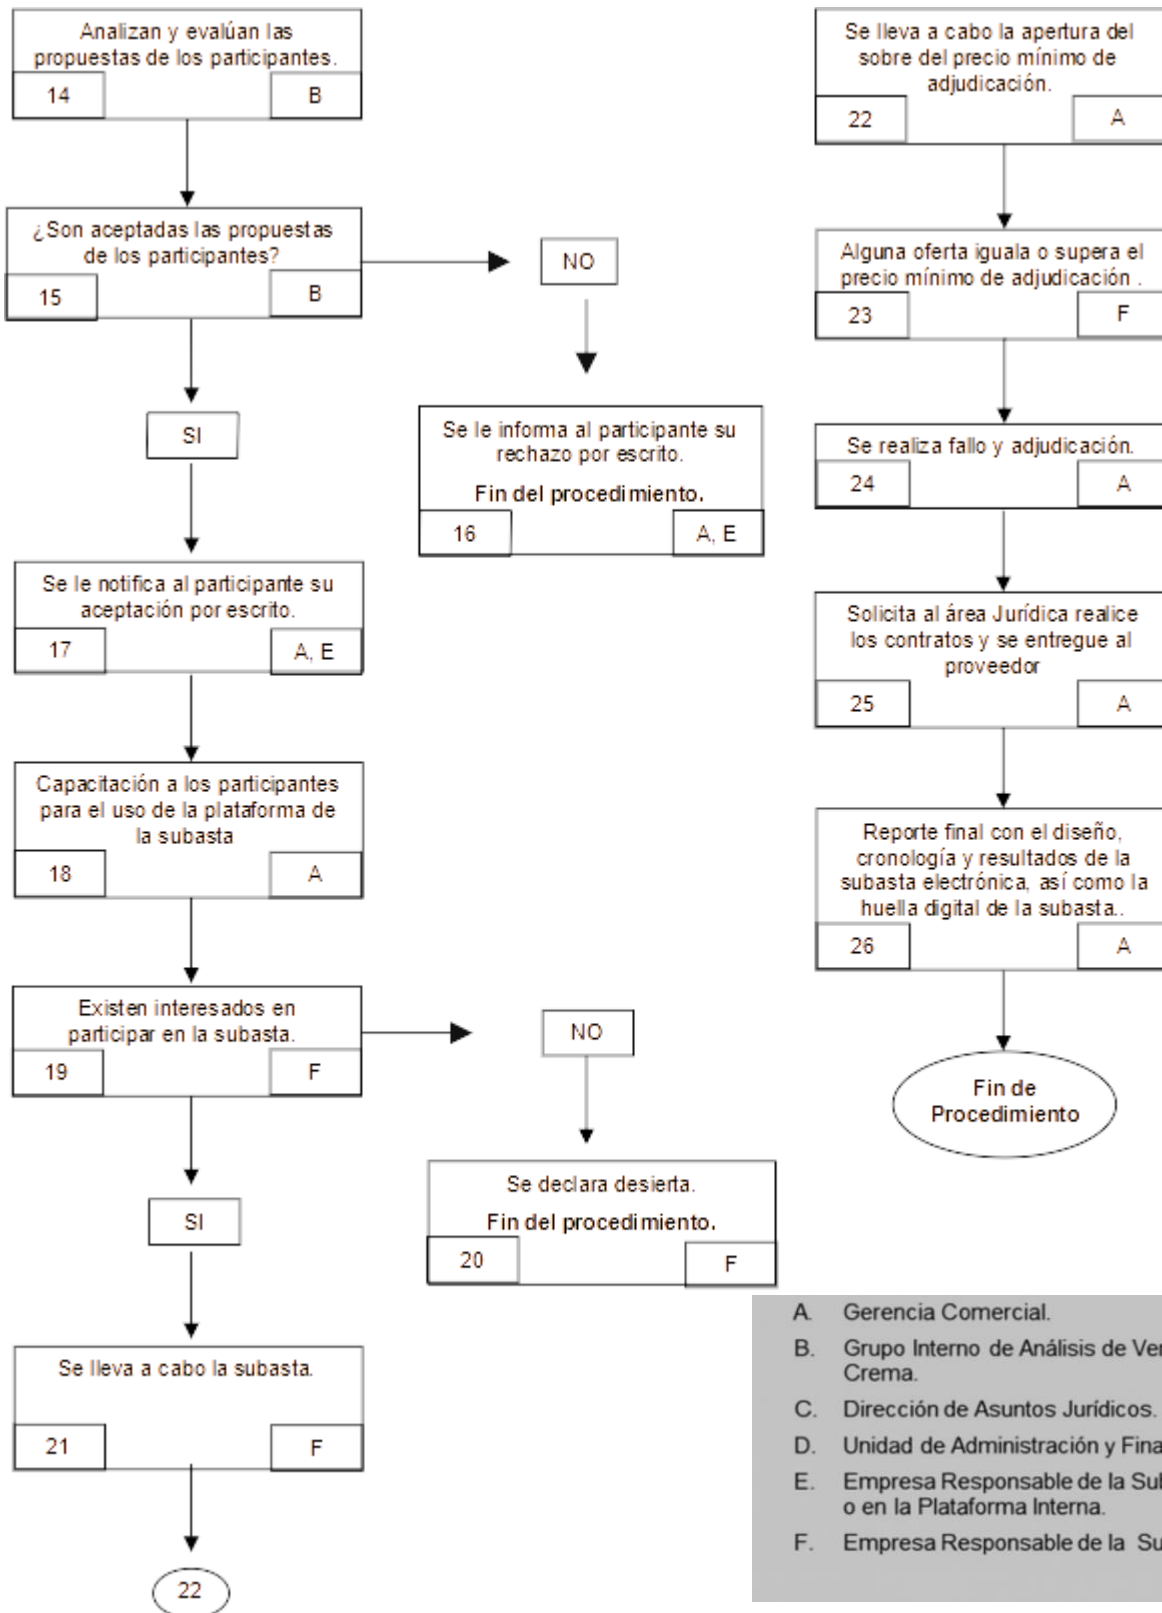 Analizan y evalúan las
propuestas de los participantes.
14
B
¿Son aceptadas las propuestas
de los participantes?
15
B
NO
Se le informa al participante su
rechazo por escrito.
Fin del procedimiento.
16
A, E
SI
Se le notifica al participante su
aceptación por escrito.
17
A, E
Capacitación a los participantes
para el uso de la plataforma de
la subasta
18
A
Existen interesados en
participar en la subasta.
19
F
NO
Se declara desierta.
Fin del procedimiento.
20
F
SI
Se lleva a cabo la subasta.
21
F
22
Se lleva a cabo la apertura del
sobre del precio mínimo de
adjudicación.
22
A
Alguna oferta iguala o supera el
precio mínimo de adjudicación .
23
F
Se realiza fallo y adjudicación.
24
A
Solicita al área Jurídica realice
los contratos y se entregue al
proveedor
25
A
Reporte final con el diseño,
cronología y resultados de la
subasta electrónica, así como la
huella digital de la subasta..
26
A
Fin de
Procedimiento
A. Gerencia Comercial.
B. Grupo Interno de Análisis de
Crema.
C. Dirección de Asuntos Jurídicos.
D. Unidad de Administración y
E. Empresa Responsable de la
o en la Plataforma Interna.
F. Empresa Responsable de la